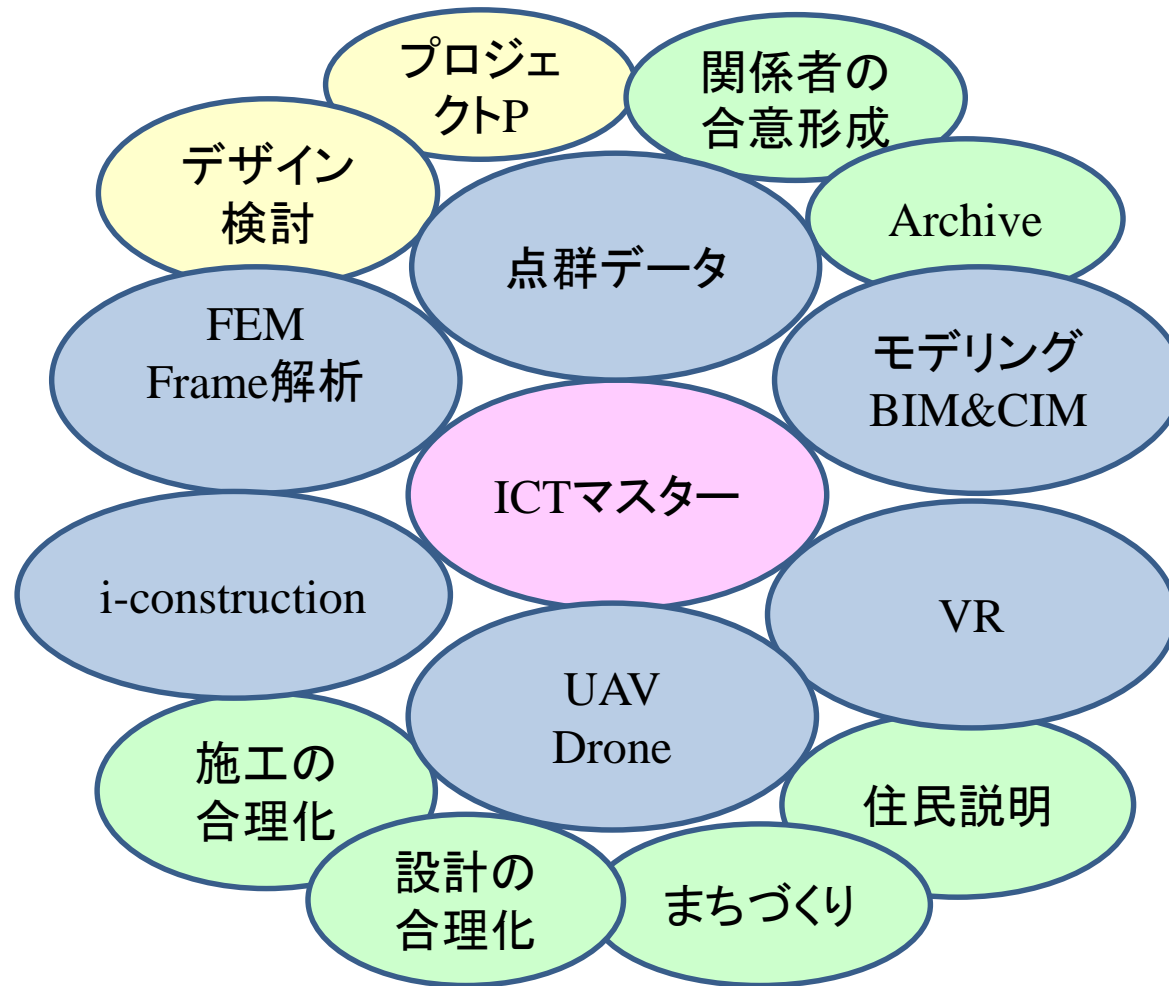 プロジェ
クトP
関係者の
合意形成
デザイン
検討
Archive
点群データ
FEM
Frame解析
モデリング
BIM&CIM
ICTマスター
i-construction
VR
UAV
Drone
施工の
合理化
住民説明
設計の
合理化
まちづくり